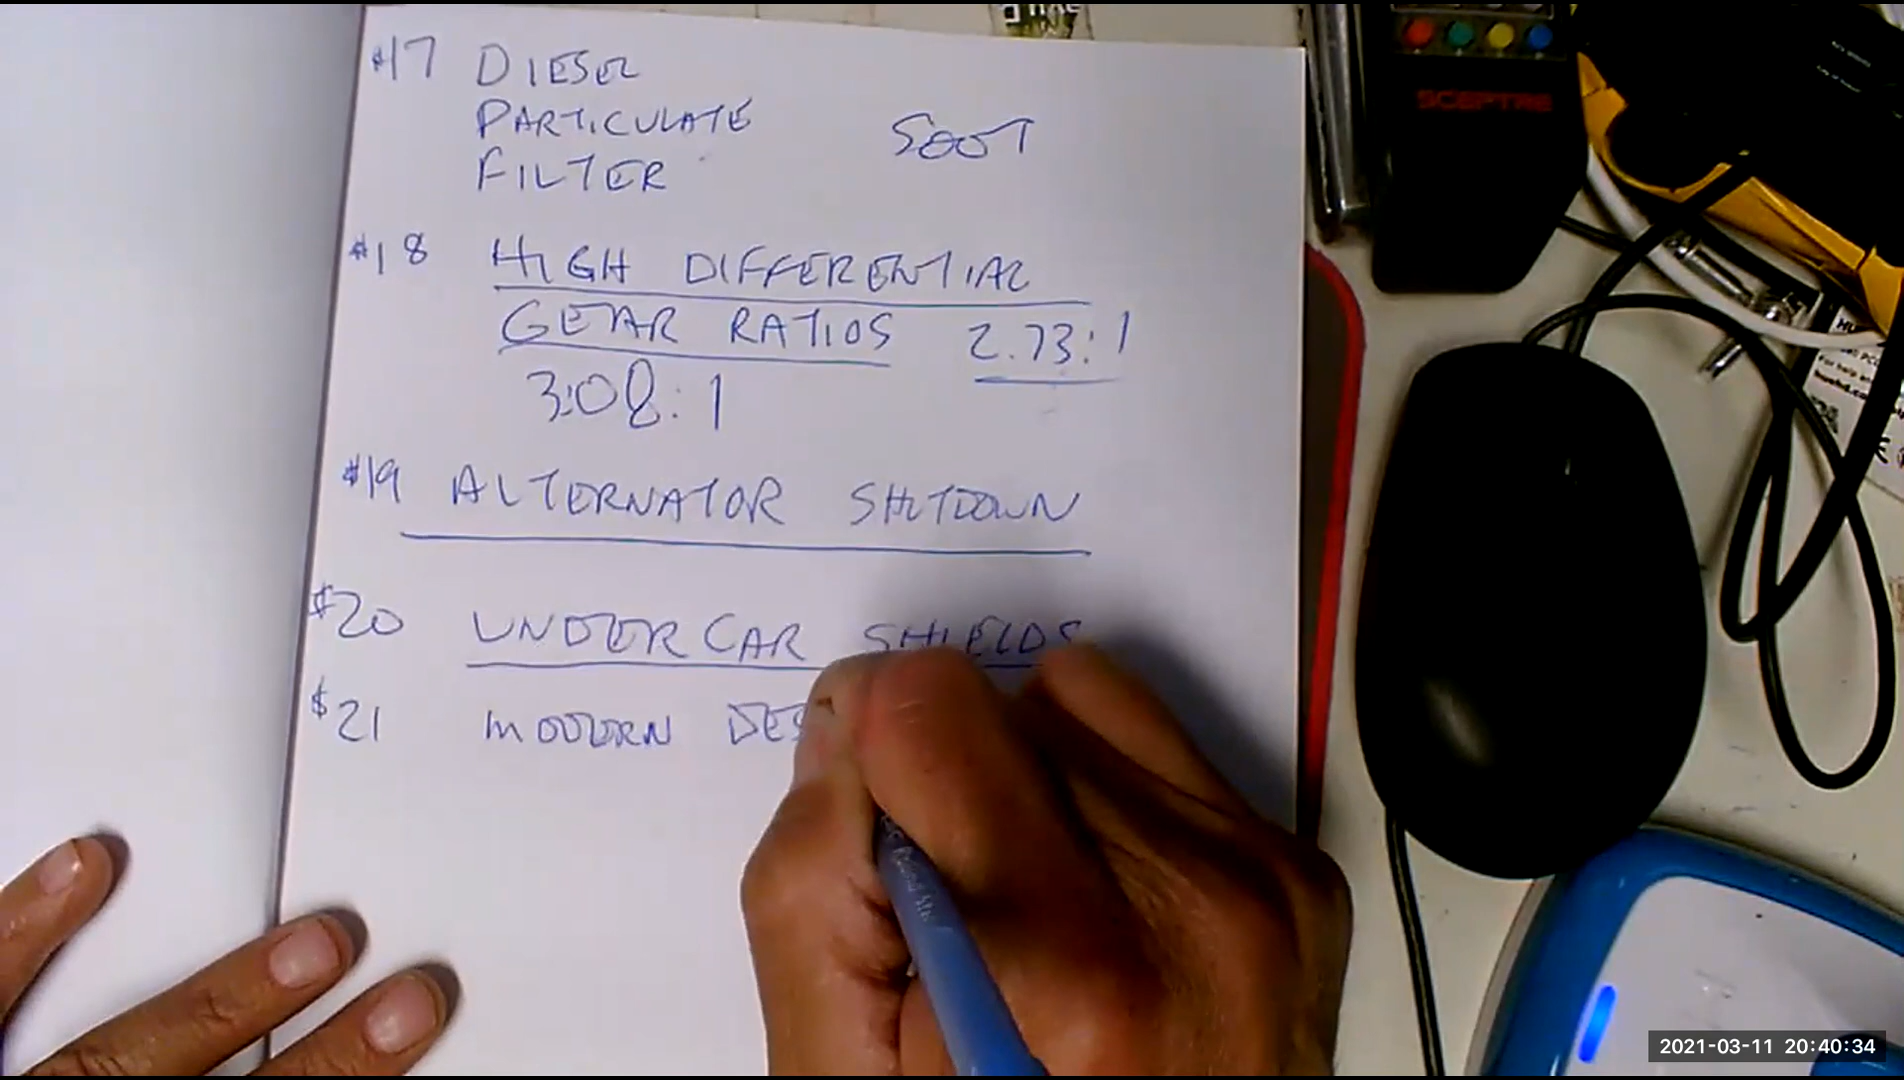 #17 DIESEL
PARTICULATE
FILTER
SOOT
#18 HIGH DIFFERENTIAL
GEAR RATIOS 2.73:1
3:08:1
#19 ALTERNATOR SHUTDOWN
#20 UNDERCAR SHIELDS
#21 MODERN DES
SCEPTRE
2021-03-11 20:40:34